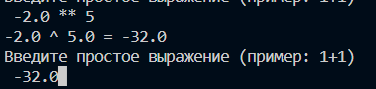 Введите простое выражение (пример: 1+1)
-2.0 ** 5
-2.0 ^ 5.0 = -32.0
Введите простое выражение (пример: 1+1)
-32.0